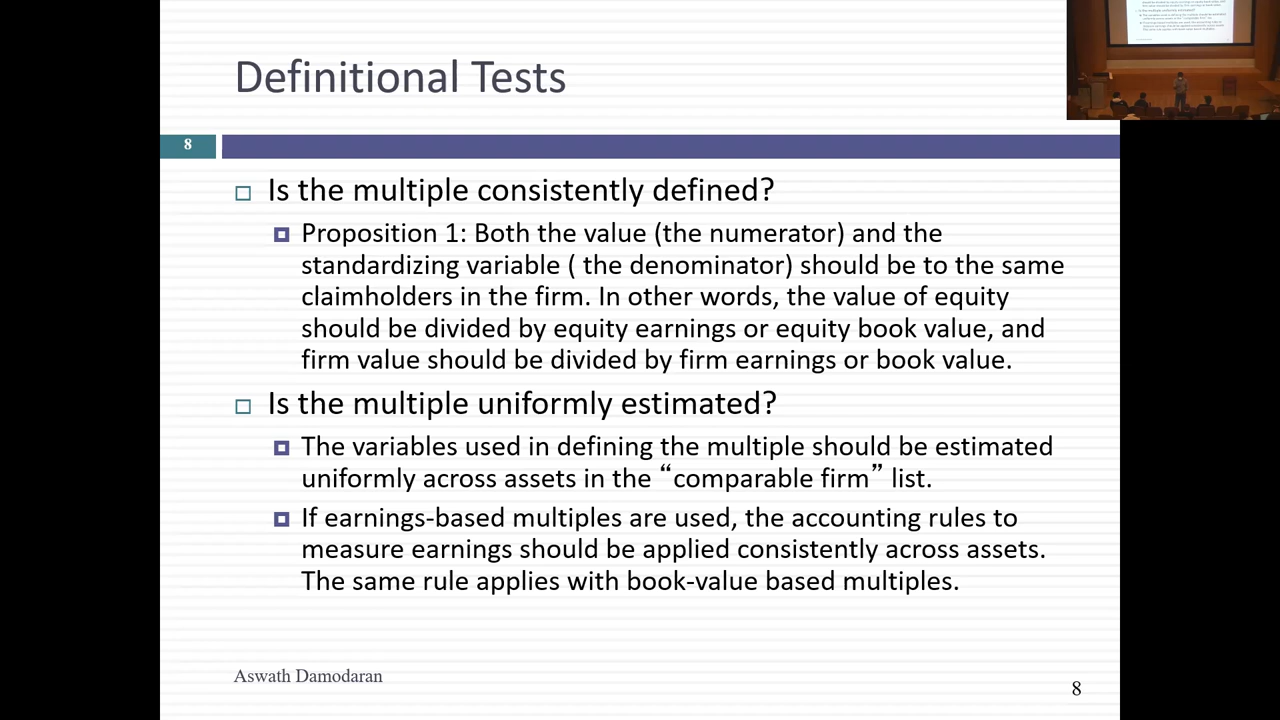 Definitional Tests
8
Is the multiple consistently defined?
Proposition 1: Both the value (the numerator) and the
standardizing variable ( the denominator) should be to the same
claimholders in the firm. In other words, the value of equity
should be divided by equity earnings or equity book value, and
firm value should be divided by firm earnings or book value.
Is the multiple uniformly estimated?
The variables used in defining the multiple should be estimated
uniformly across assets in the “comparable firm” list.
If earnings-based multiples are used, the accounting rules to
measure earnings should be applied consistently across assets.
The same rule applies with book-value based multiples.
Aswath Damodaran
8